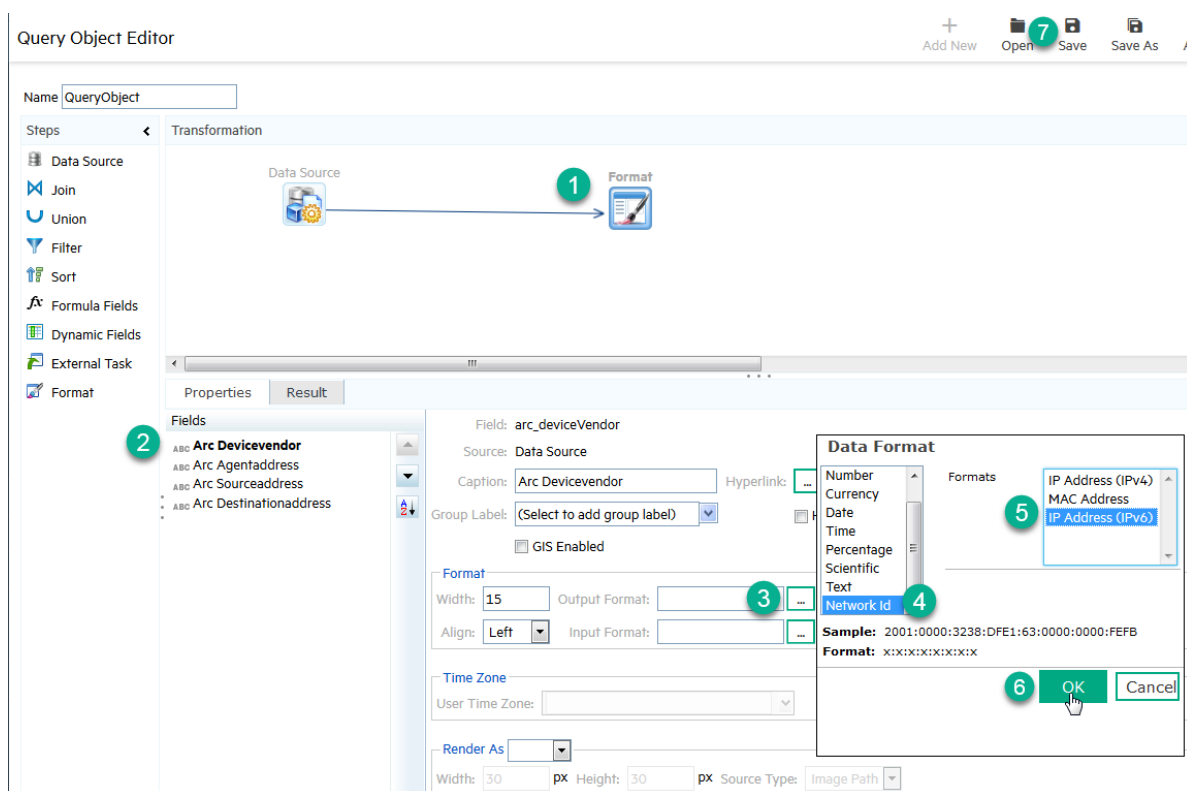 Query Object Editor
Add New
Open
7
Save
Save As
Name QueryObject
Steps
Transformation
Data Source
Join
Union
Filter
Sort
fx Formula Fields
Dynamic Fields
External Task
Format
Data Source
1
Format
Properties
Result
Fields
2
ABC Arc Devicevendor
ABC Arc Agentaddress
ABC Arc Sourceaddress
ABC Arc Destinationaddress
A
Z
Field: arc_deviceVendor
Source: Data Source
Caption: Arc Devicevendor Hyperlink: ...
Group Label: (Select to add group label)
GIS Enabled
Format
Width: 15 Output Format: 3 ...
Align: Left Input Format: ...
Time Zone
User Time Zone:
Render As
Width: 30 px Height: 30 px Source Type: Image Path
Data Format
Number
Currency
Date
Time
Percentage
Scientific
Text
Network Id 4
Formats
IP Address (IPv4)
MAC Address
5 IP Address (IPv6)
Sample: 2001:0000:3238:DFE1:63:0000:0000:FEFB
Format: x:x:x:x:x:x:x:x
6 OK Cancel